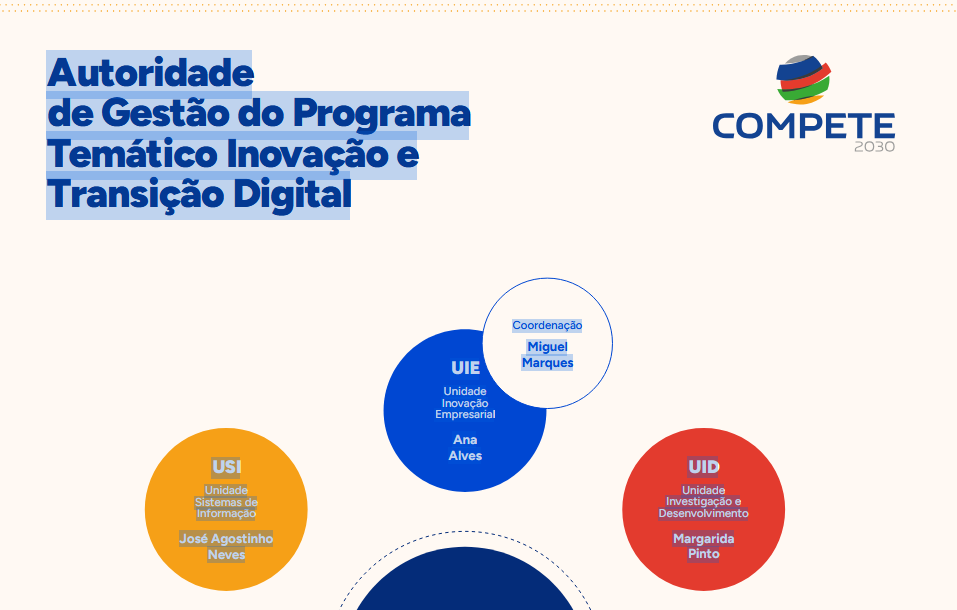 Autoridade
de Gestão do Programa
Temático Inovação e
Transição Digital
COMPETE
2030
Coordenação
Miguel
Marques
UIE
Unidade
Inovação
Empresarial
Ana
Alves
USI
Unidade
Sistemas de
Informação
José Agostinho
Neves
UID
Unidade
Investigação e
Desenvolvimento
Margarida
Pinto